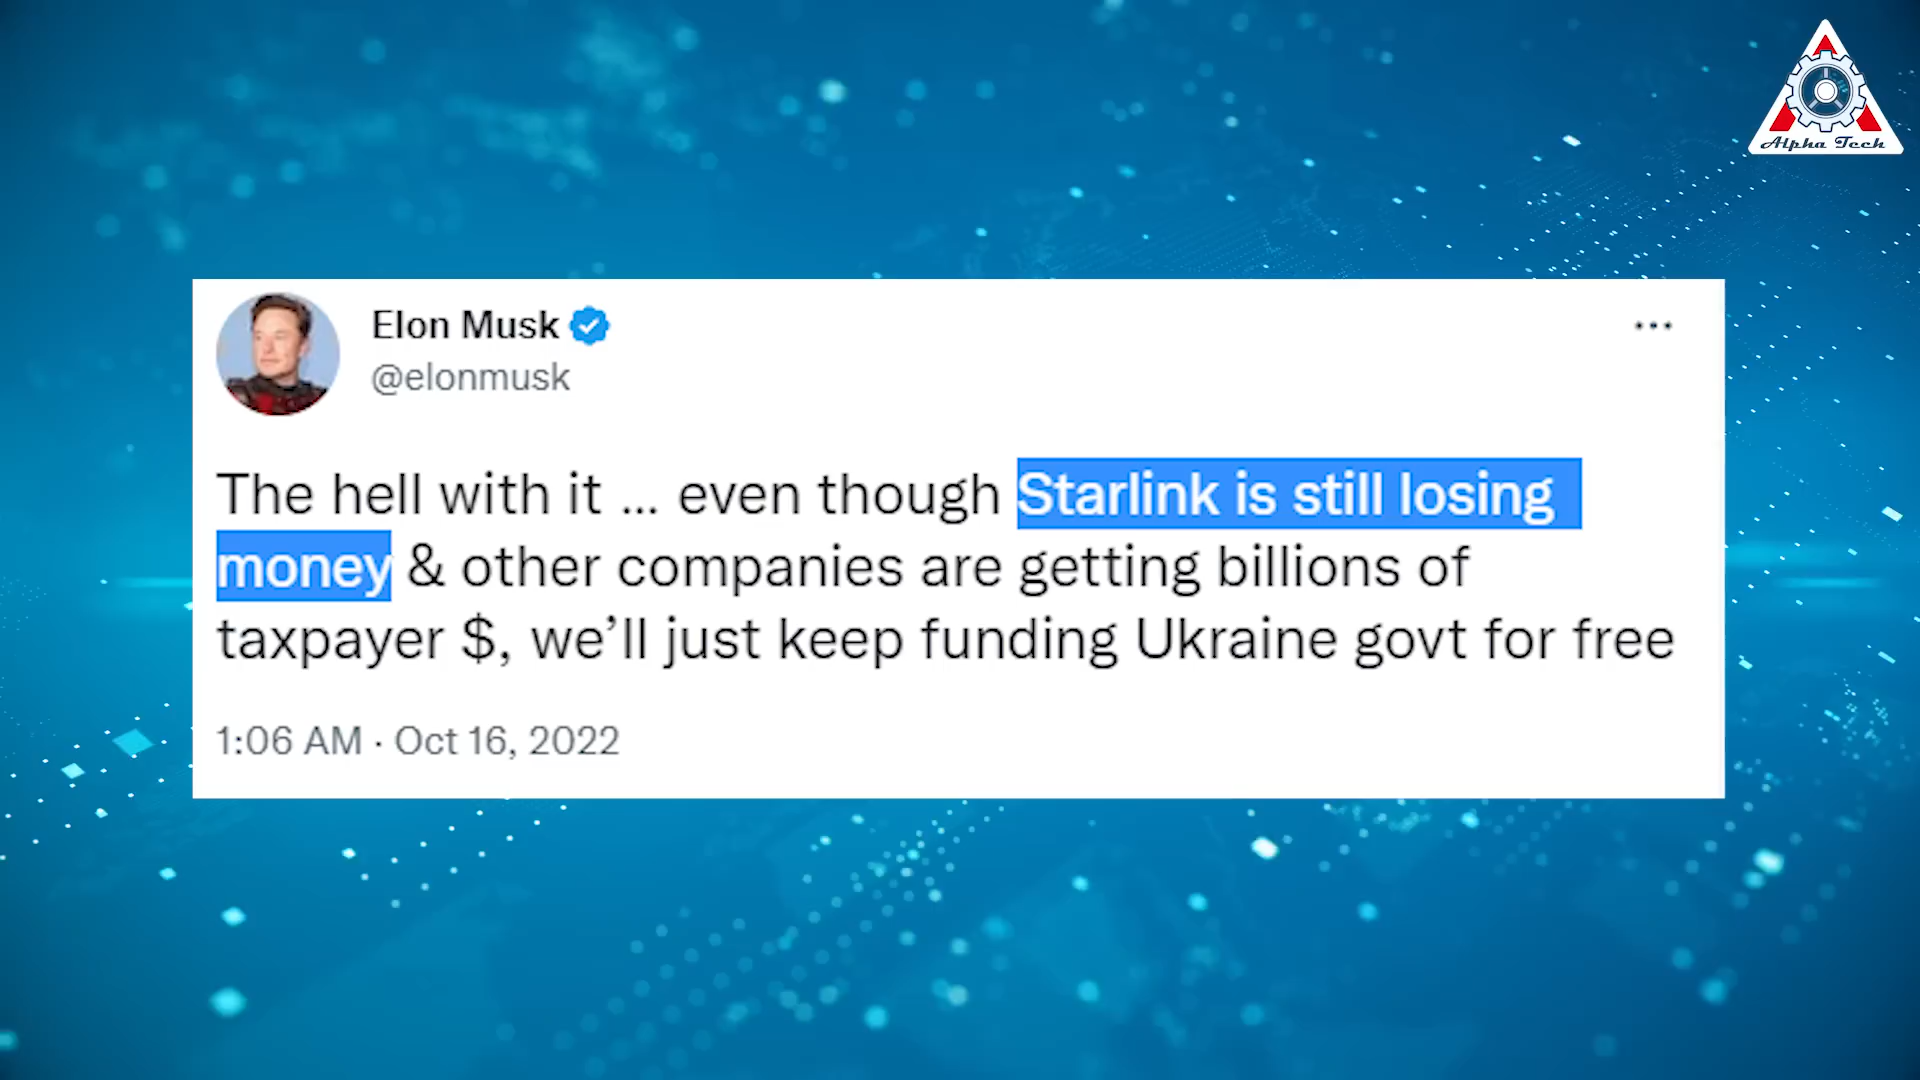 Alpha Tech
Elon Musk
@elonmusk
The hell with it ... even though Starlink is still losing
money & other companies are getting billions of
taxpayer $, we’ll just keep funding Ukraine govt for free
1:06 AM · Oct 16, 2022